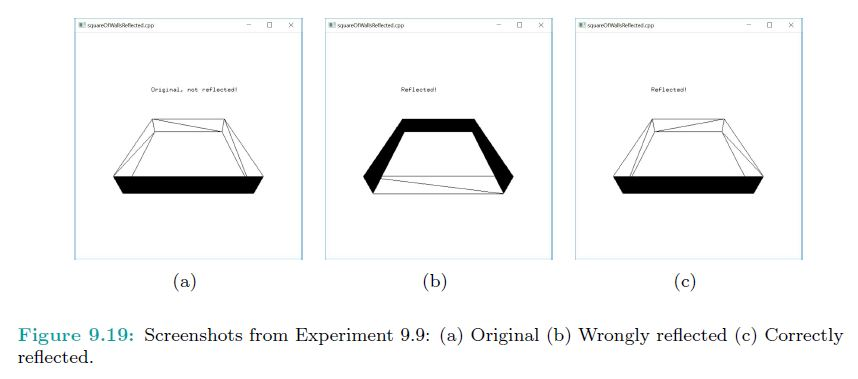 squareOfWallsReflected.cpp
squareOfWallsReflected.cpp
squareOfWallsReflected.cpp
Original, not reflected!
Reflected!
Reflected!
(a)
(b)
(c)
Figure 9.19: Screenshots from Experiment 9.9: (a) Original (b) Wrongly reflected (c) Correctly
reflected.